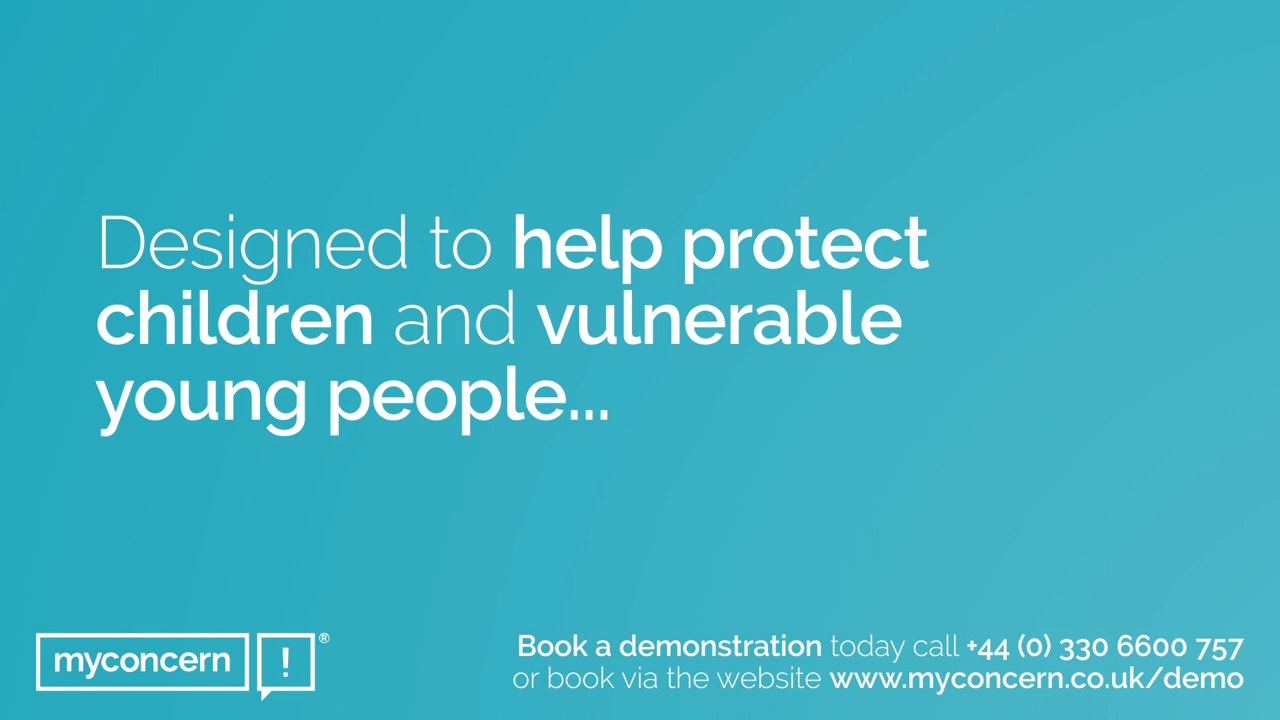 Designed to help protect
children and vulnerable
young people...
myconcern ! ®
Book a demonstration today call +44 (0) 330 6600 757
or book via the website www.myconcern.co.uk/demo